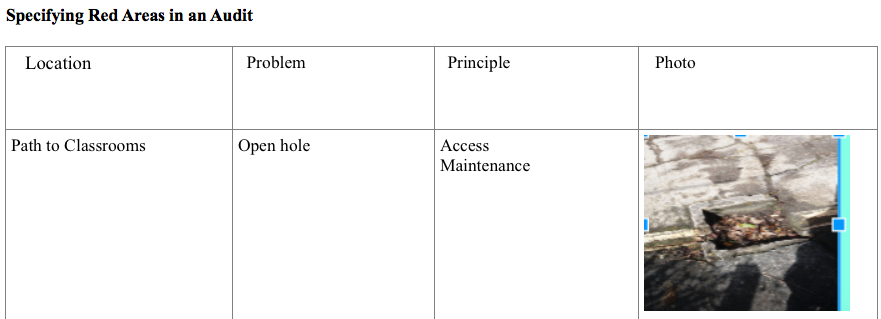 Specifying Red Areas in an Audit
Location Problem Principle Photo
Path to Classrooms Open hole Access
Maintenance